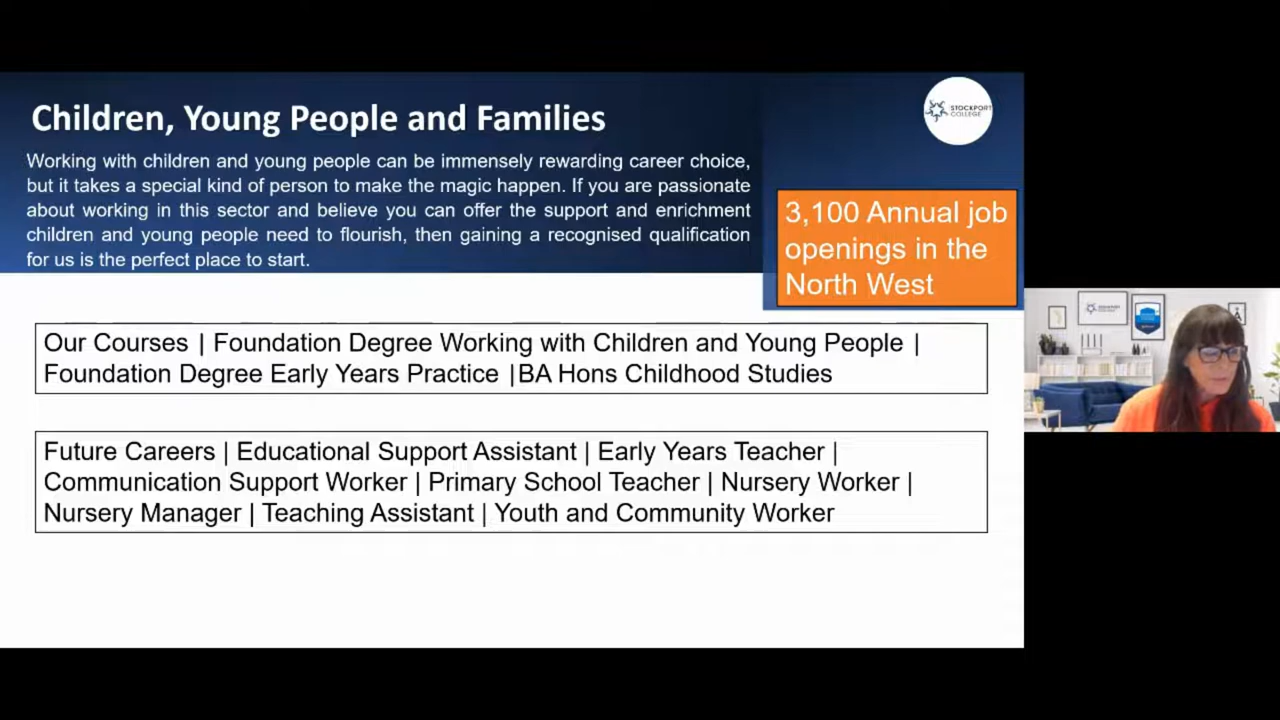 Children, Young People and Families
STOCKPORT
COLLEGE
Working with children and young people can be immensely rewarding career choice,
but it takes a special kind of person to make the magic happen. If you are passionate
about working in this sector and believe you can offer the support and enrichment
children and young people need to flourish, then gaining a recognised qualification
for us is the perfect place to start.
3,100 Annual job
openings in the
North West
Our Courses | Foundation Degree Working with Children and Young People |
Foundation Degree Early Years Practice |BA Hons Childhood Studies
Future Careers | Educational Support Assistant | Early Years Teacher |
Communication Support Worker | Primary School Teacher | Nursery Worker |
Nursery Manager | Teaching Assistant | Youth and Community Worker